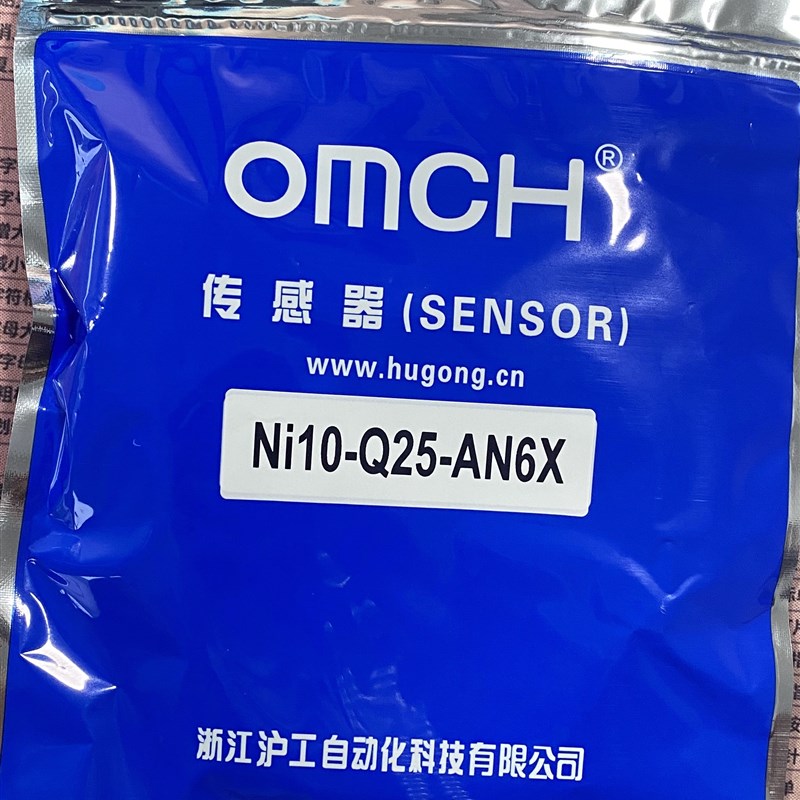 OMCH®
传感器(SENSOR)
www.hugong.cn
Ni10-Q25-AN6X
浙江沪工自动化科技有限公司